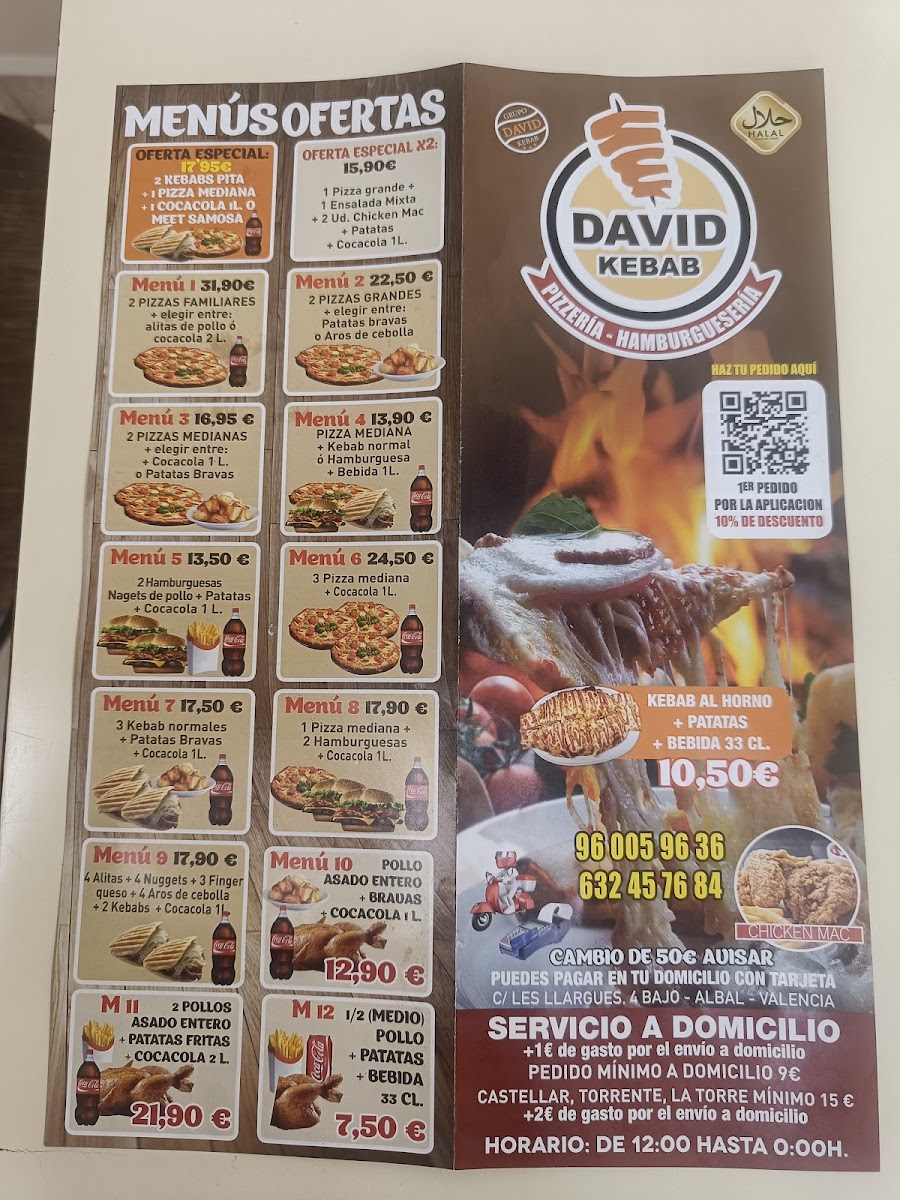 MENÚS OFERTAS
OFERTA ESPECIAL:
17'95€
2 KEBABS PITA
+ 1 PIZZA MEDIANA
+ 1 COCACOLA 1L. O
MEET SAMOSA
OFERTA ESPECIAL X2:
15,90€
1 Pizza grande +
1 Ensalada Mixta
+ 2 Ud. Chicken Mac
+ Patatas
+ Cocacola 1L.
Menú 1 31,90€
2 PIZZAS FAMILIARES
+ elegir entre:
alitas de pollo ó
cocacola 2 L.
Menú 2 22,50 €
2 PIZZAS GRANDES
+ elegir entre:
Patatas bravas
o Aros de cebolla
Menú 3 16,95 €
2 PIZZAS MEDIANAS
+ elegir entre:
+ Cocacola 1 L.
o Patatas Bravas
Menú 4 13,90 €
PIZZA MEDIANA
+ Kebab normal
ó Hamburguesa
+ Bebida 1L.
Menú 5 13,50 €
2 Hamburguesas
Nagets de pollo + Patatas
+ Cocacola 1 L.
Menú 6 24,50 €
3 Pizza mediana
+ Cocacola 1L.
Menú 7 17,50 €
3 Kebab normales
+ Patatas Bravas
+ Cocacola 1L.
Menú 8 17,90 €
1 Pizza mediana +
2 Hamburguesas
+ Cocacola 1L.
Menú 9 17,90 €
4 Alitas + 4 Nuggets + 3 Finger
queso + 4 Aros de cebolla
+ 2 Kebabs + Cocacola 1L
Menú 10 POLLO
ASADO ENTERO
+ BRAVAS
+ COCACOLA 1 L.
12,90 €
M 11 2 POLLOS
ASADO ENTERO
+ PATATAS FRITAS
+ COCACOLA 2 L.
21,90 €
M 12 1/2 (MEDIO)
POLLO
+ PATATAS
+ BEBIDA
33 CL.
7,50 €
GRUPO
DAVID
KEBAB
حلال
HALAL
DAVID
KEBAB
PIZZERÍA - HAMBURGUESERÍA
HAZ TU PEDIDO AQUÍ
1ER PEDIDO
POR LA APLICACION
10% DE DESCUENTO
KEBAB AL HORNO
+ PATATAS
+ BEBIDA 33 CL.
10,50€
96 005 96 36
632 45 76 84
CHICKEN MAC
CAMBIO DE 50€ AVISAR
PUEDES PAGAR EN TU DOMICILIO CON TARJETA
C/ LES LLARGUES, 4 BAJO - ALBAL - VALENCIA
SERVICIO A DOMICILIO
+1€ de gasto por el envio a domicilio
PEDIDO MÍNIMO A DOMICILIO 9€
CASTELLAR, TORRENTE, LA TORRE MÍNIMO 15 €
+2€ de gasto por el envio a domicilio
HORARIO: DE 12:00 HASTA 0:00H.